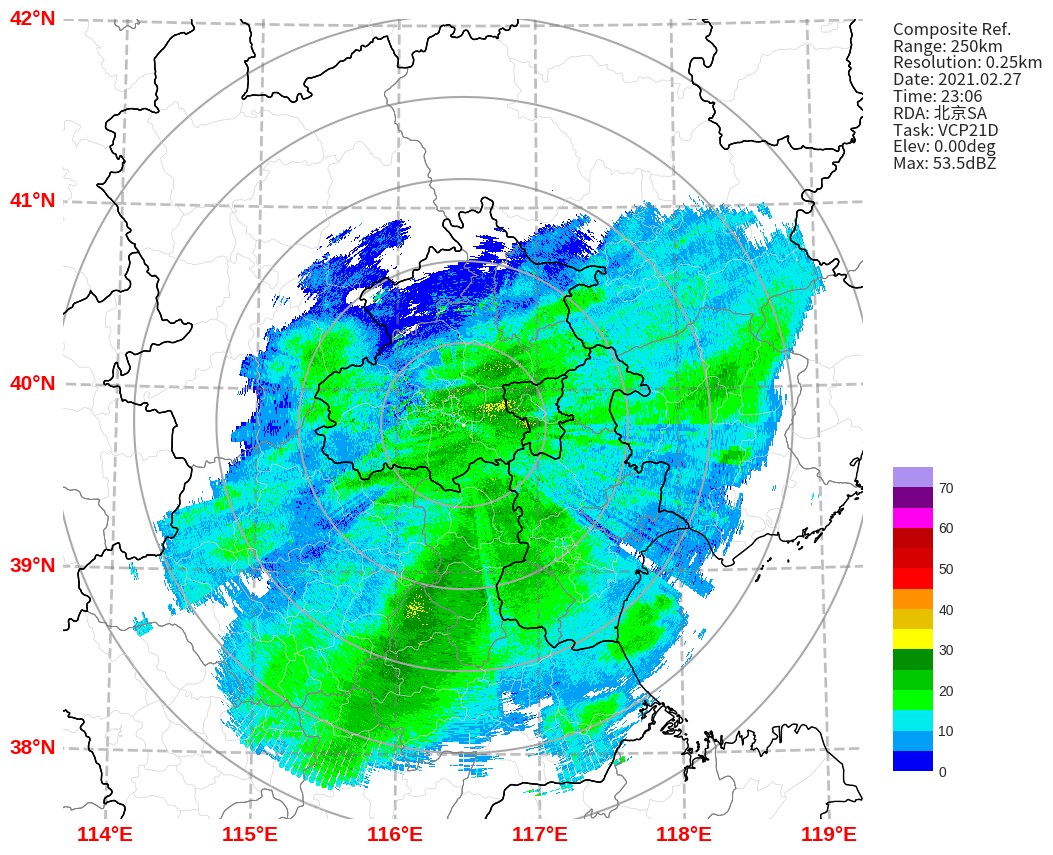 42°N
41°N
40°N
39°N
38°N
114°E
115°E
116°E
117°E
118°E
119°E
Composite Ref.
Range: 250km
Resolution: 0.25km
Date: 2021.02.27
Time: 23:06
RDA: 北京SA
Task: VCP21D
Elev: 0.00deg
Max: 53.5dBZ
70
60
50
40
30
20
10
0